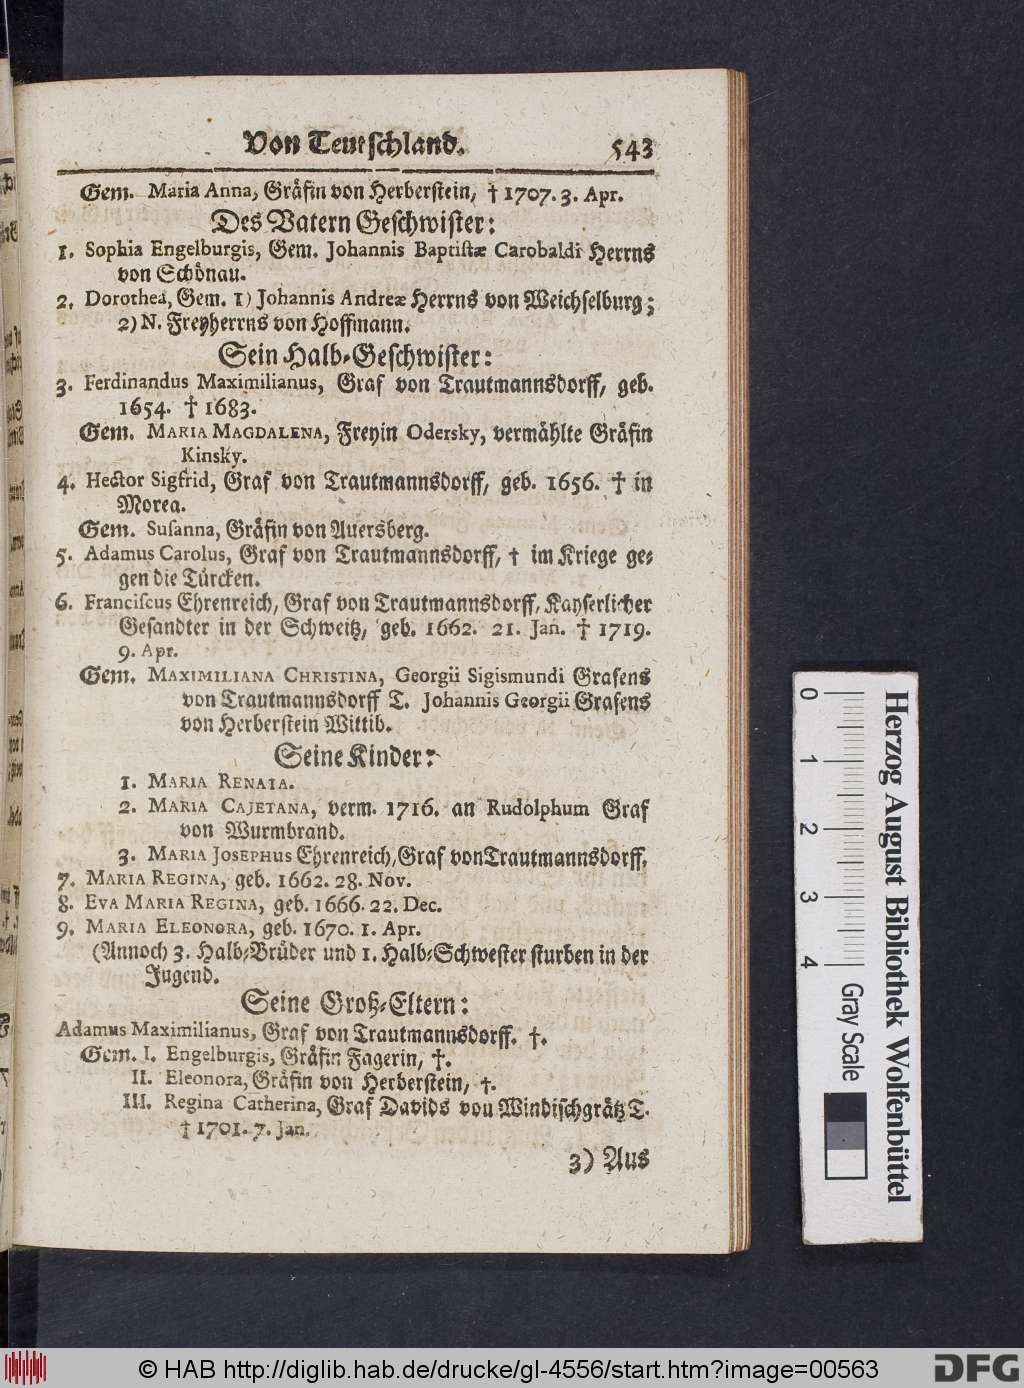 Von Teutschland. 543
Gem. Maria Anna, Gräfin von Herberstein, † 1707. 3. Apr.
Des Vatern Geschwister:
1. Sophia Engelburgis, Gem. Johannis Baptistæ Carobaldi Herrns
von Schönau.
2. Dorothea, Gem. 1) Johannis Andreæ Herrns von Weichselburg;
2) N. Freyherrns von Hoffmann.
Sein Halb-Geschwister:
3. Ferdinandus Maximilianus, Graf von Trautmannsdorff, geb.
1654. † 1683.
Gem. MARIA MAGDALENA, Freyin Odersky, vermählte Gräfin
Kinsky.
4. Hector Sigfrid, Graf von Trautmannsdorff, geb. 1656. † in
Morea.
Gem. Susanna, Gräfin von Auersberg.
5. Adamus Carolus, Graf von Trautmannsdorff, † im Kriege ge-
gen die Türcken.
6. Franciscus Ehrenreich, Graf von Trautmannsdorff, Kayserlicher
Gesandter in der Schweitz, geb. 1662. 21. Jan. † 1719.
9. Apr.
Gem. MAXIMILIANA CHRISTINA, Georgii Sigismundi Grafens
von Trautmannsdorff T. Johannis Georgii Grafens
von Herberstein Wittib.
Seine Kinder:
1. MARIA RENATA.
2. MARIA CAJETANA, verm. 1716. an Rudolphum Graf
von Wurmbrand.
3. MARIA JOSEPHUS Ehrenreich, Graf von Trautmannsdorff.
7. MARIA REGINA, geb. 1662. 28. Nov.
8. EVA MARIA REGINA, geb. 1666. 22. Dec.
9. MARIA ELEONORA, geb. 1670. 1. Apr.
(Annoch 3. Halb-Brüder und 1. Halb-Schwester sturben in der
Jugend.
Seine Groß-Eltern:
Adamus Maximilianus, Graf von Trautmannsdorff. †.
Gem. I. Engelburgis, Gräfin Fagerin, †.
II. Eleonora, Gräfin von Herberstein, †.
III. Regina Catherina, Graf Davids von Windischgrätz T.
† 1701. 7. Jan.
3) Aus
Herzog August Bibliothek Wolfenbüttel
0 1 2 3 4 Gray Scale
© HAB http://diglib.hab.de/drucke/gl-4556/start.htm?image=00563
DFG